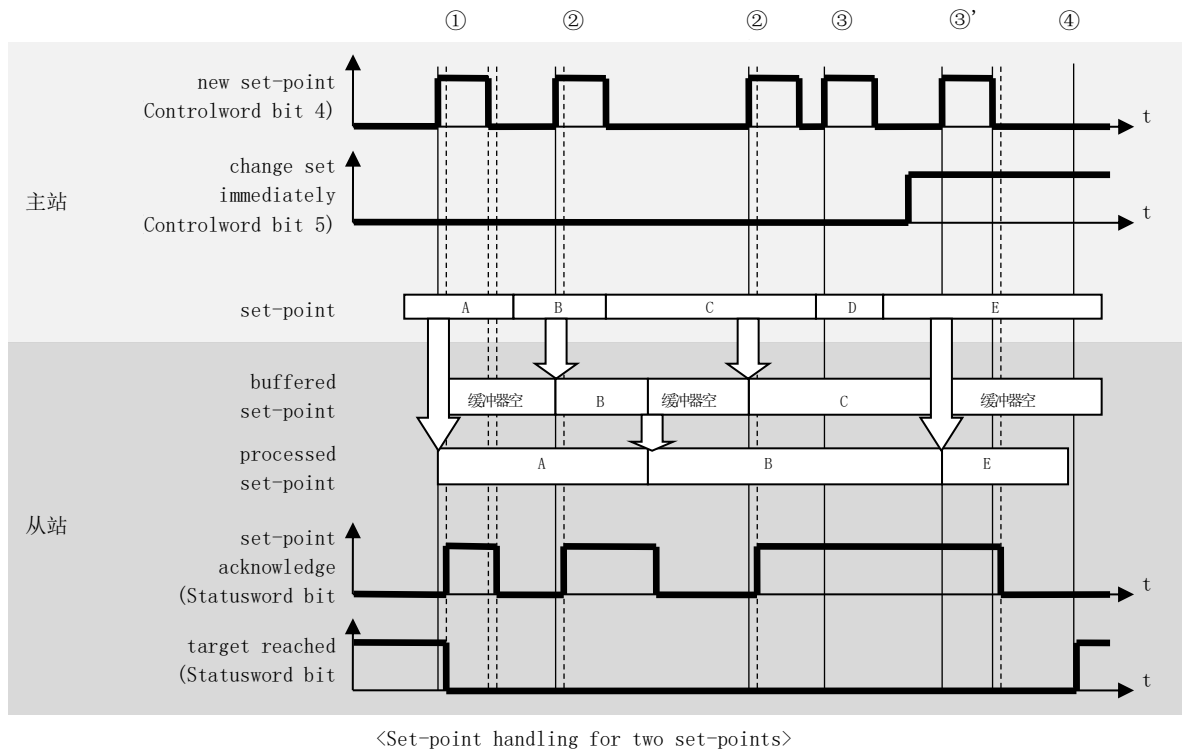 ① ② ② ③ ③’ ④
new set-point
Controlword bit 4)
t
change set
immediately
Controlword bit 5)
t
主站
set-point
A B C D E
buffered
set-point
缓冲器空 B 缓冲器空 C 缓冲器空
processed
set-point
A B E
从站
set-point
acknowledge
(Statusword bit
t
target reached
(Statusword bit
t
<Set-point handling for two set-points>